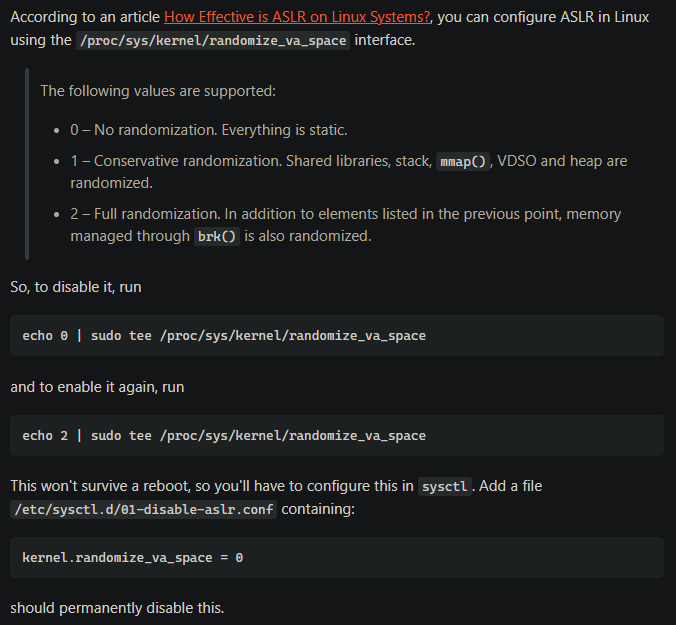 According to an article How Effective is ASLR on Linux Systems?, you can configure ASLR in Linux
using the /proc/sys/kernel/randomize_va_space interface.
The following values are supported:
• 0 – No randomization. Everything is static.
• 1 – Conservative randomization. Shared libraries, stack, mmap(), VDSO and heap are
randomized.
• 2 – Full randomization. In addition to elements listed in the previous point, memory
managed through brk() is also randomized.
So, to disable it, run
echo 0 | sudo tee /proc/sys/kernel/randomize_va_space
and to enable it again, run
echo 2 | sudo tee /proc/sys/kernel/randomize_va_space
This won't survive a reboot, so you'll have to configure this in sysctl. Add a file
/etc/sysctl.d/01-disable-aslr.conf containing:
kernel.randomize_va_space = 0
should permanently disable this.